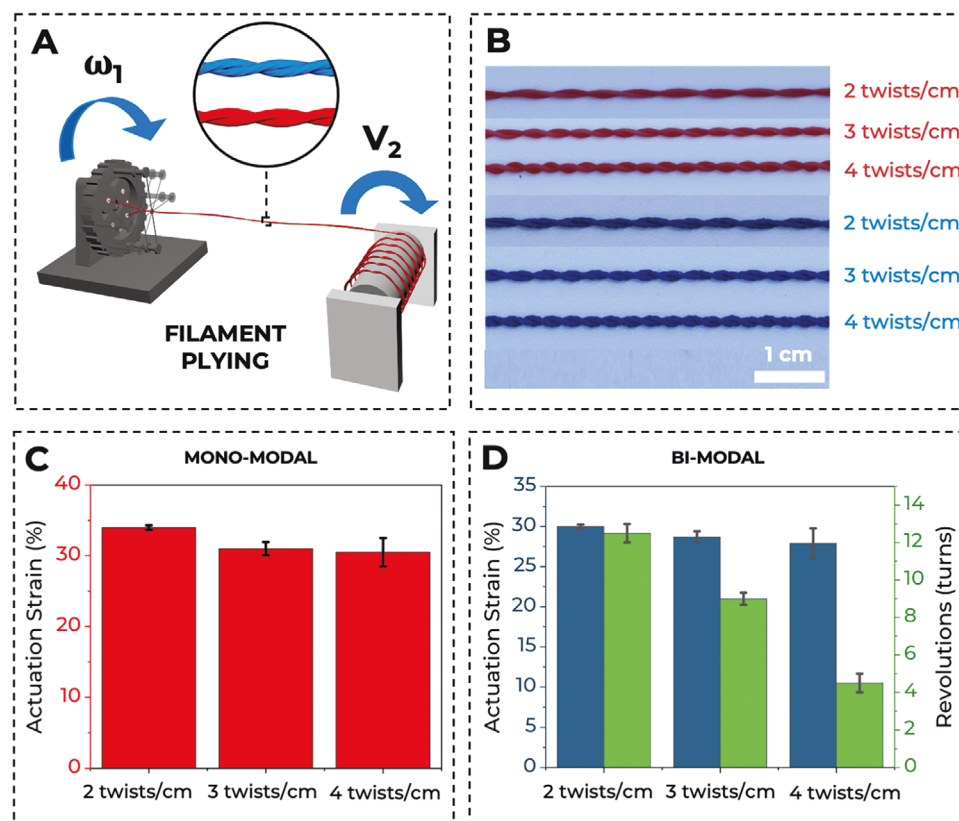 A
ω1
V2
FILAMENT
PLYING
B
2 twists/cm
3 twists/cm
4 twists/cm
2 twists/cm
3 twists/cm
4 twists/cm
1 cm
C
MONO-MODAL
Actuation Strain (%)
40
30
20
10
0
2 twists/cm 3 twists/cm 4 twists/cm
D
BI-MODAL
Actuation Strain (%)
35
30
25
20
15
10
5
0
14
12
10
8
6
4
2
0
Revolutions (turns)
2 twists/cm 3 twists/cm 4 twists/cm